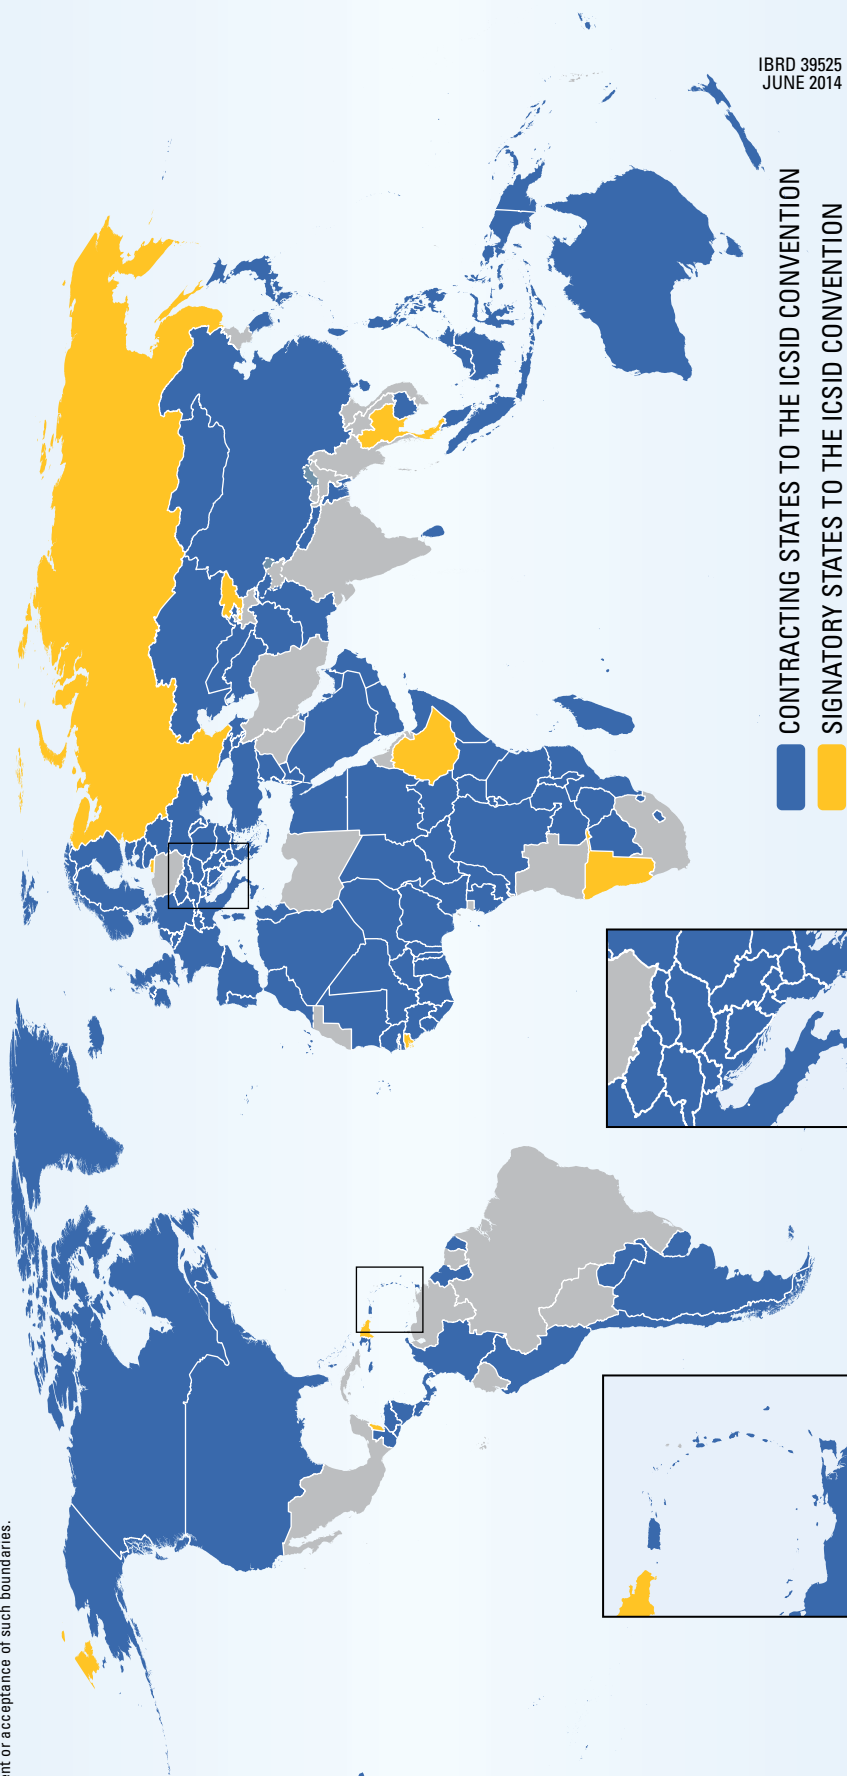 IBRD 39525
JUNE 2014
CONTRACTING STATES TO THE ICSID CONVENTION
SIGNATORY STATES TO THE ICSID CONVENTION
or acceptance of such boundaries.